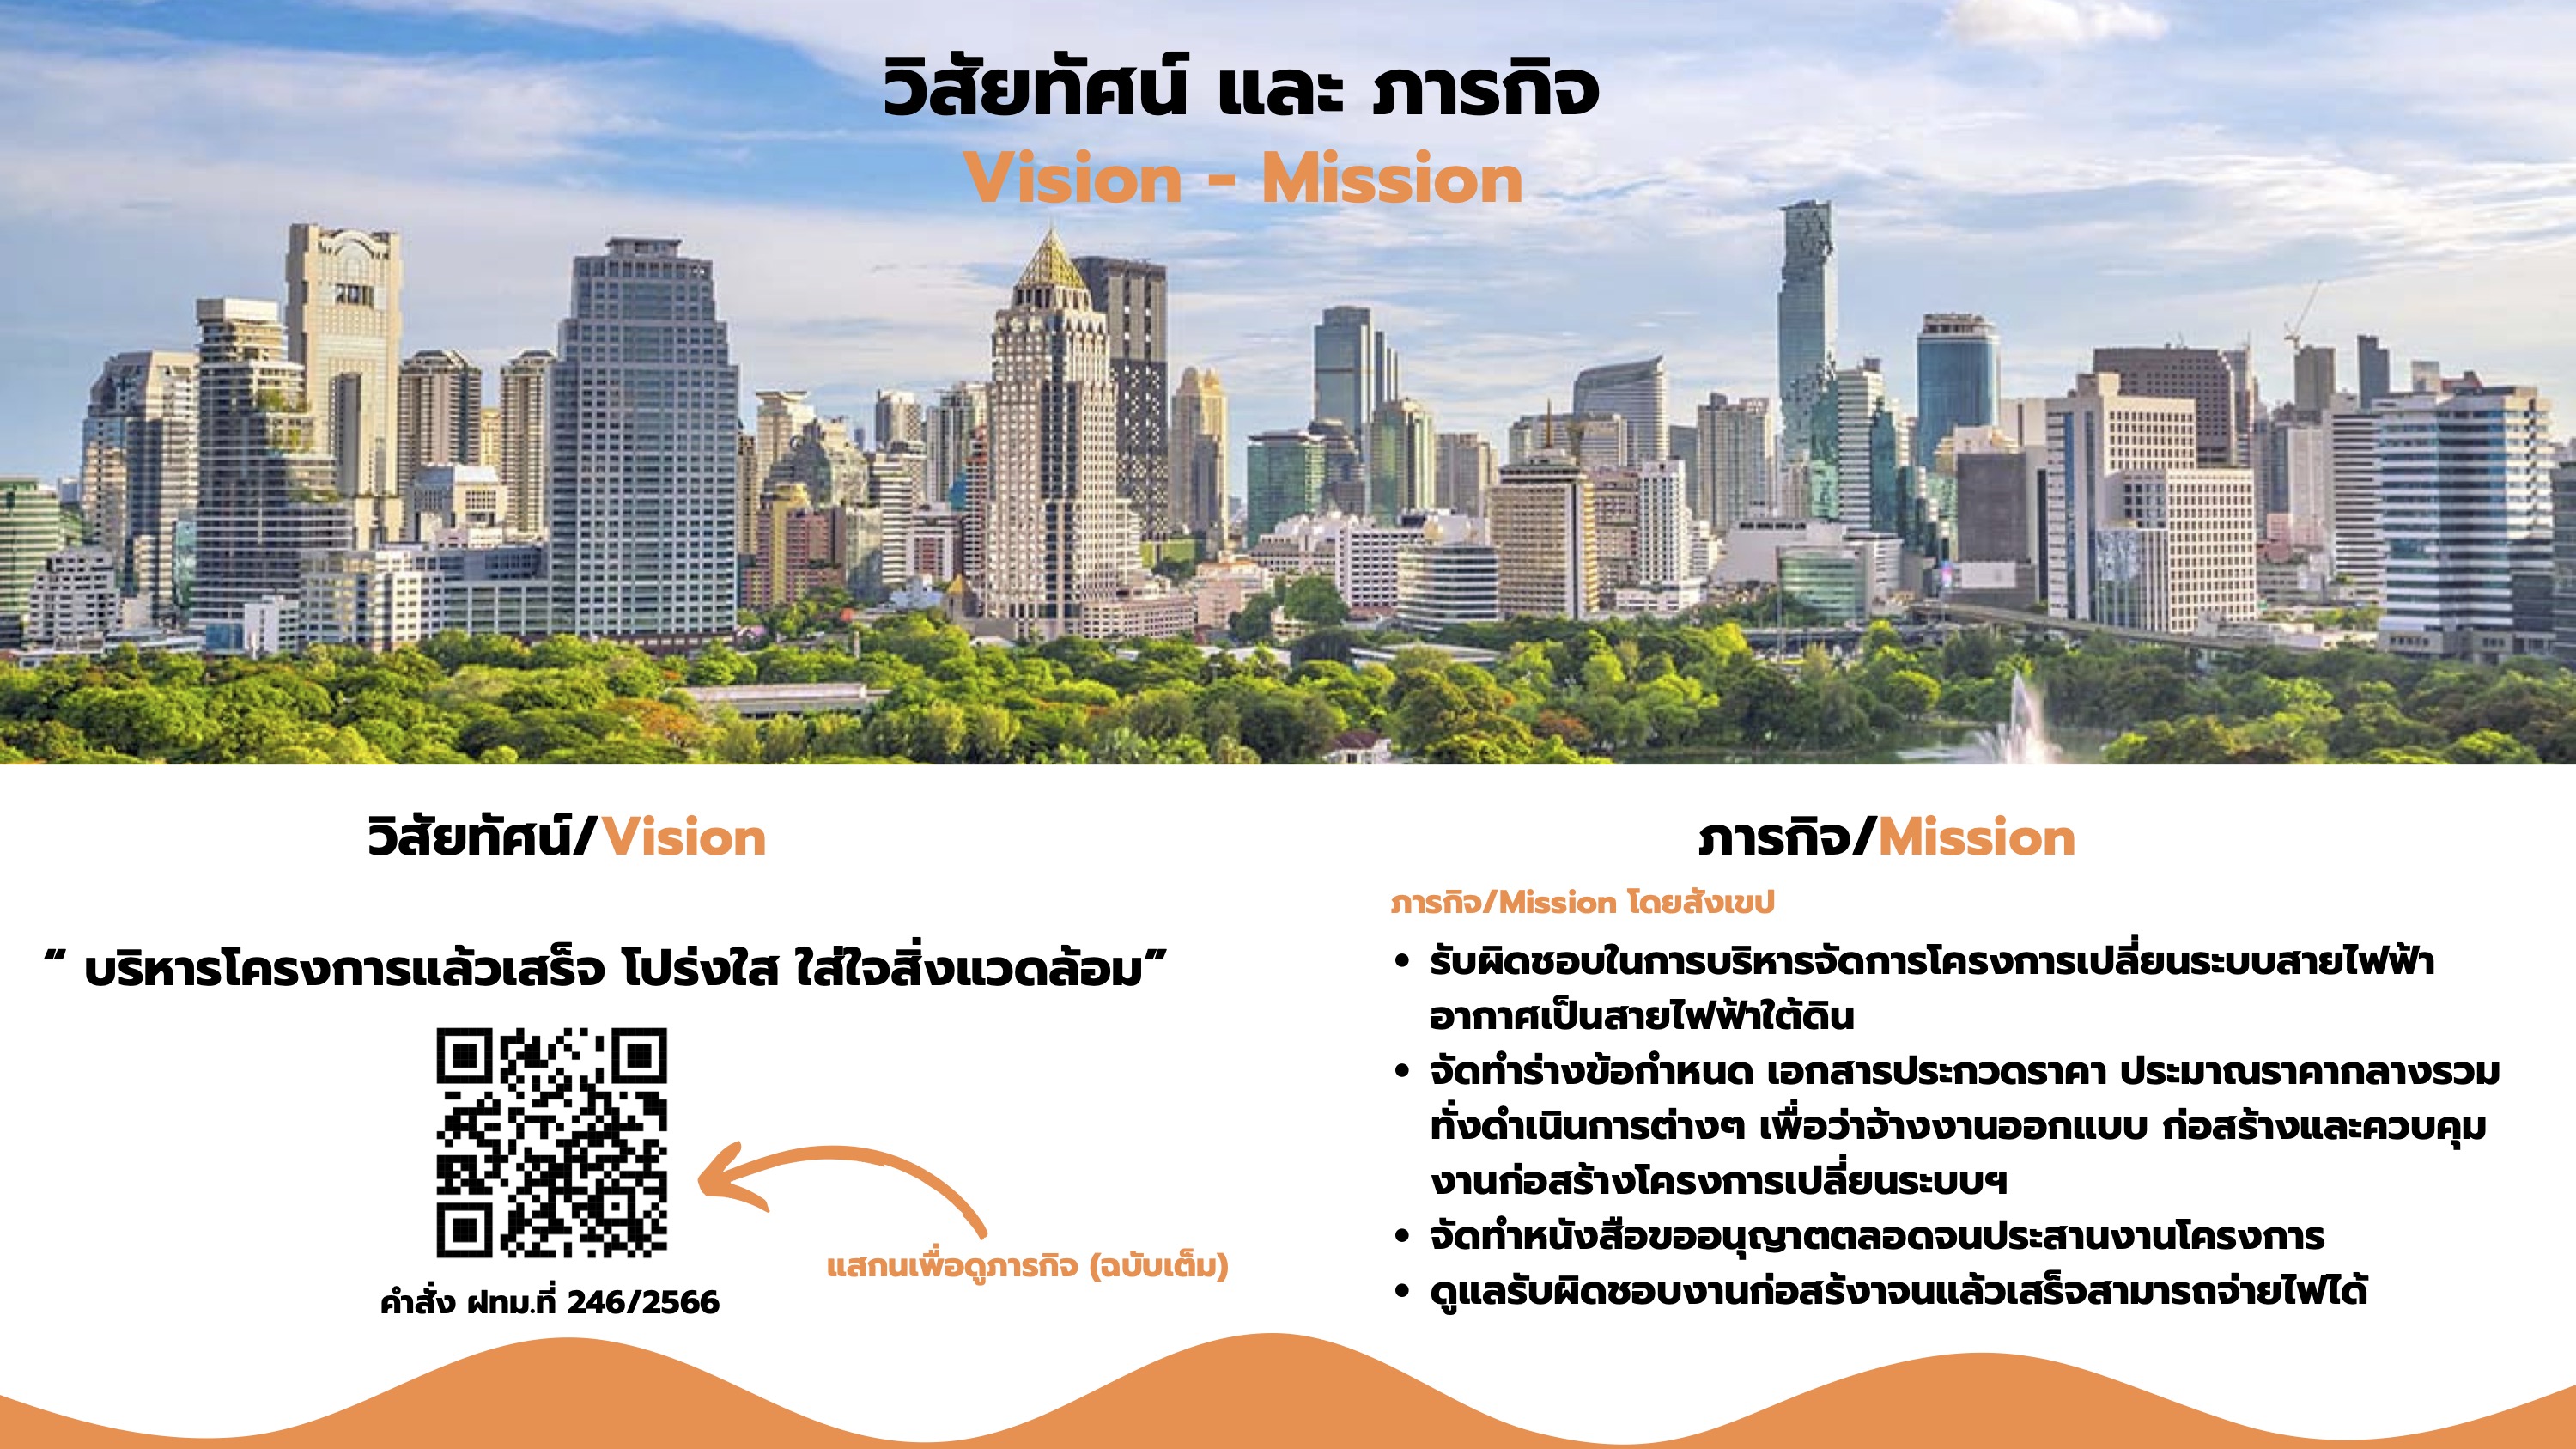 วิสัยทัศน์ และ ภารกิจ
Vision - Mission
วิสัยทัศน์/Vision
“ บริหารโครงการแล้วเสร็จ โปร่งใส ใส่ใจสิ่งแวดล้อม”
แสกนเพื่อดูภารกิจ (ฉบับเต็ม)
คำสั่ง ฝทม.ที่ 246/2566
ภารกิจ/Mission
ภารกิจ/Mission โดยสังเขป
• รับผิดชอบในการบริหารจัดการโครงการเปลี่ยนระบบสายไฟฟ้า
อากาศเป็นสายไฟฟ้าใต้ดิน
• จัดทำร่างข้อกำหนด เอกสารประกวดราคา ประมาณราคากลางรวม
ทั่งดำเนินการต่างๆ เพื่อว่าจ้างงานออกแบบ ก่อสร้างและควบคุม
งานก่อสร้างโครงการเปลี่ยนระบบฯ
• จัดทำหนังสือขออนุญาตตลอดจนประสานงานโครงการ
• ดูแลรับผิดชอบงานก่อสร้งาจนแล้วเสร็จสามารถจ่ายไฟได้